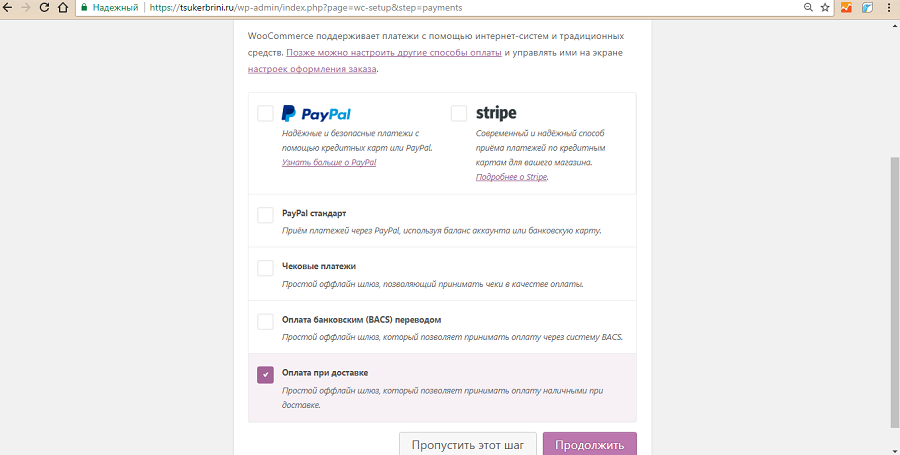 Надежный https://tsukerbrini.ru/wp-admin/index.php?page=wc-setup&step=payments
WooCommerce поддерживает платежи с помощью интернет-систем и традиционных
средств. Позже можно настроить другие способы оплаты и управлять ими на экране
настроек оформления заказа.
PayPal
Надёжные и безопасные платежи с
помощью кредитных карт или PayPal.
Узнать больше о PayPal
stripe
Современный и надёжный способ
приёма платежей по кредитным
картам для вашего магазина.
Подробнее о Stripe.
PayPal стандарт
Приём платежей через PayPal, используя баланс аккаунта или банковскую карту.
Чековые платежи
Простой оффлайн шлюз, позволяющий принимать чеки в качестве оплаты.
Оплата банковским (BACS) переводом
Простой оффлайн шлюз, который позволяет принимать оплату через систему BACS.
Оплата при доставке
Простой оффлайн шлюз, который позволяет принимать оплату наличными при
доставке.
Пропустить этот шаг
Продолжить